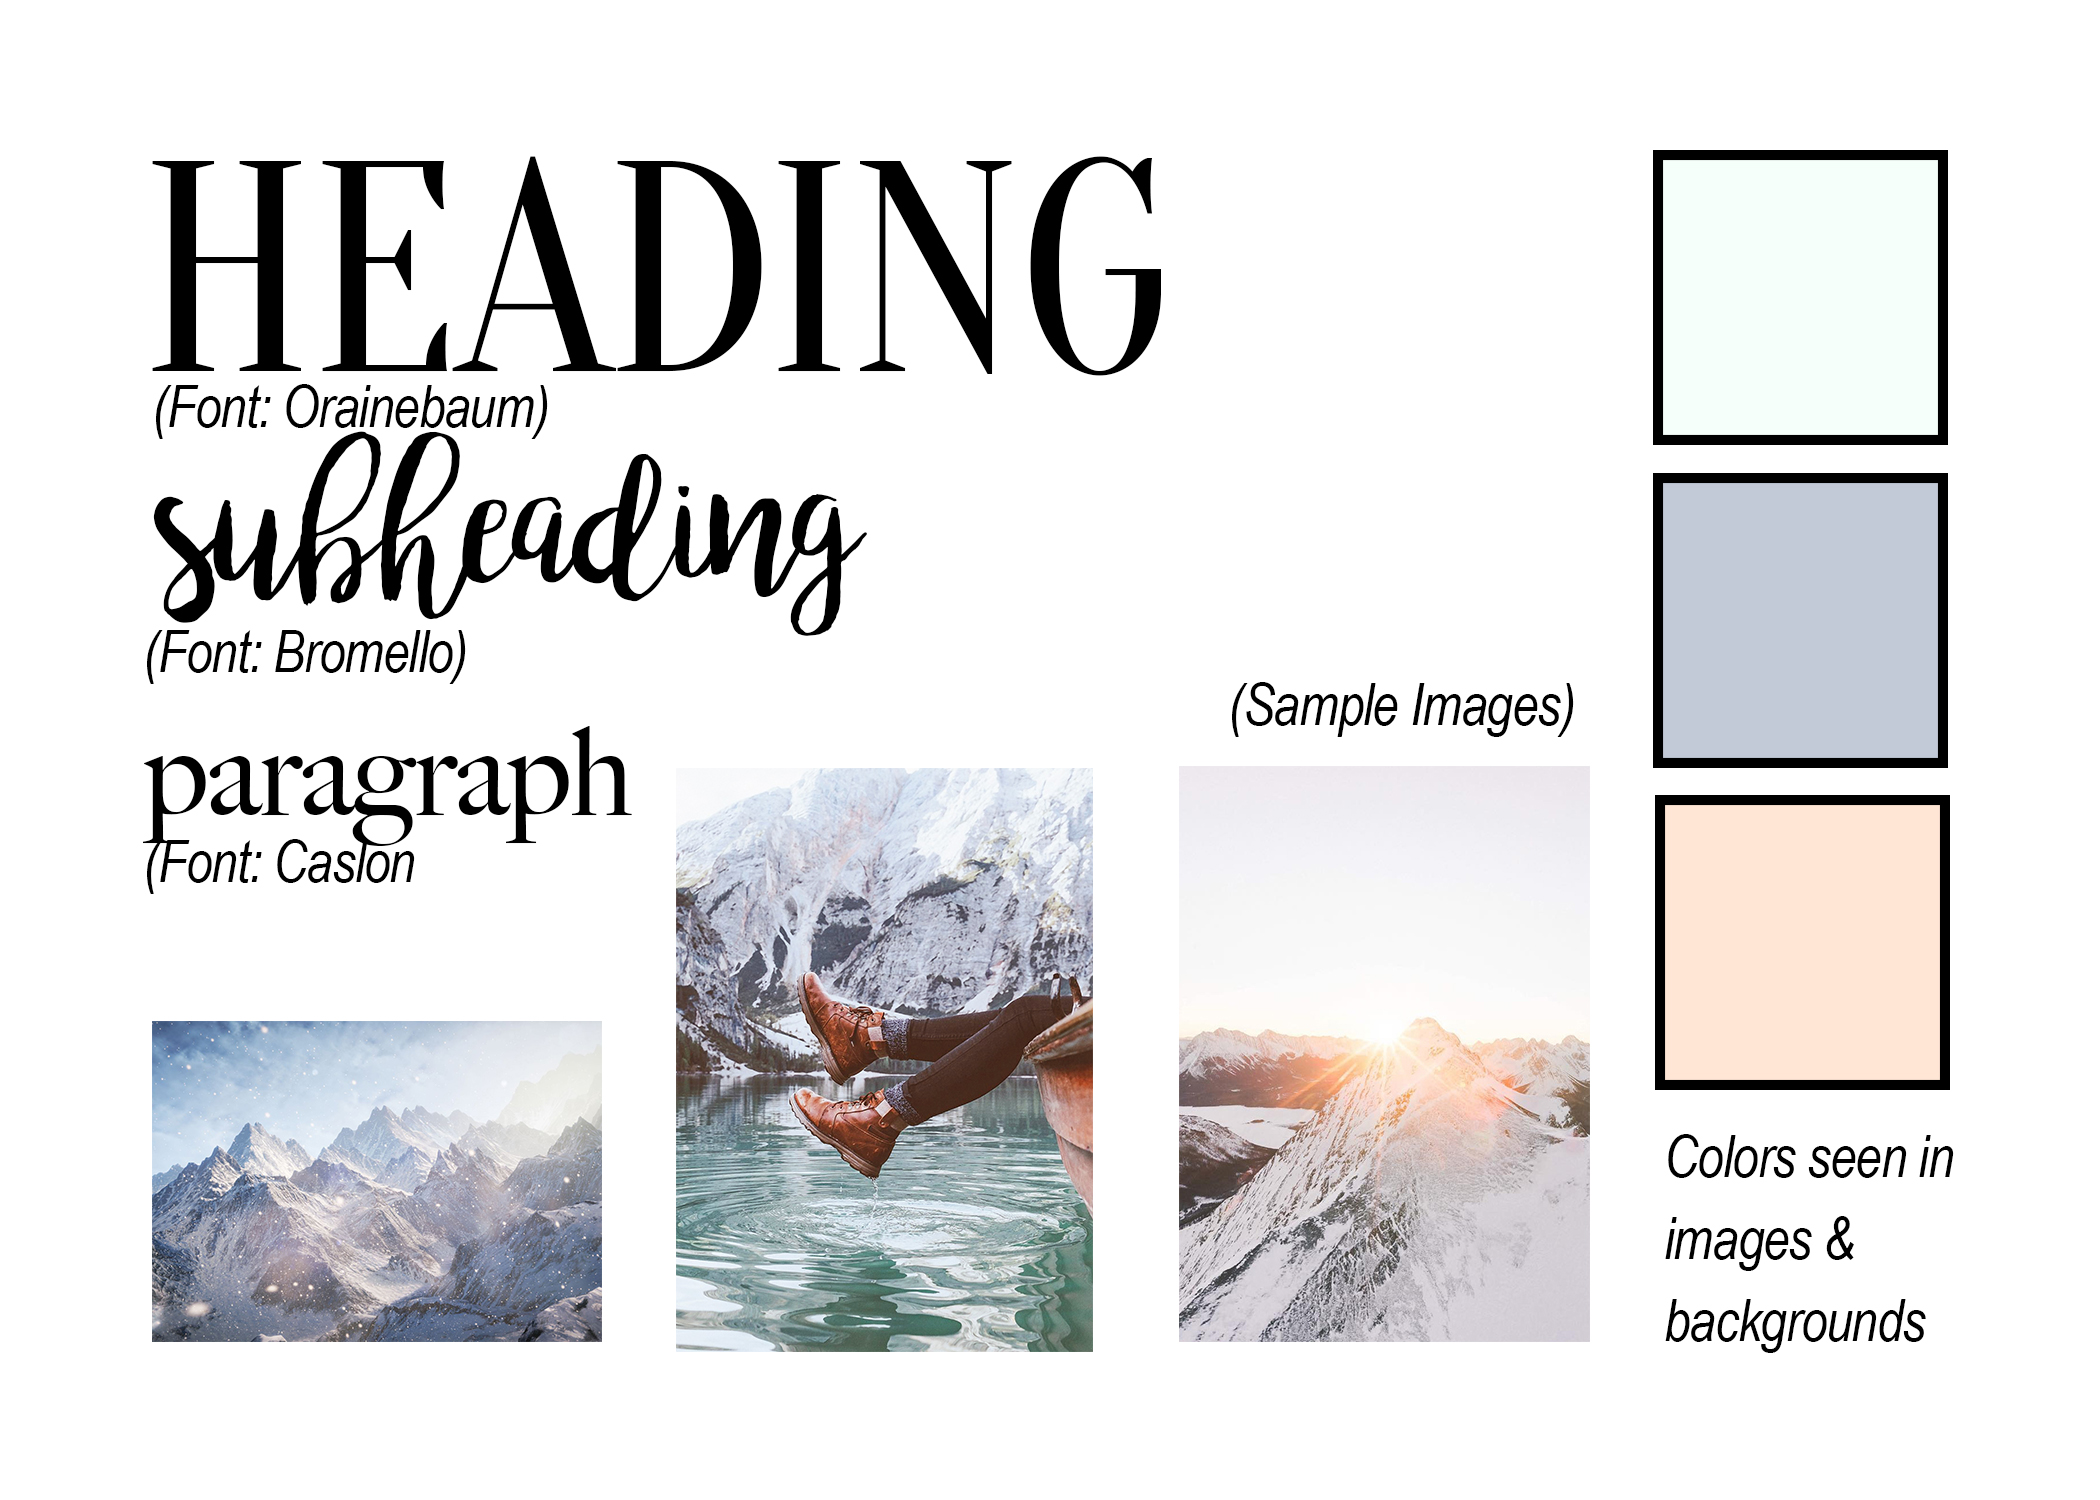 HEADING
(Font: Orainebaum)
subheading
(Font: Bromello)
paragraph
(Font: Caslon
(Sample Images)
Colors seen in
images &
backgrounds